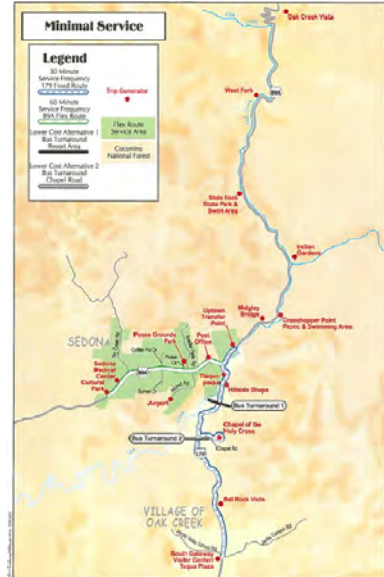 Minimal Service
Legend
30 Minute
Service Frequency
179 Fixed Route
60 Minute
Service Frequency
89A Flex Route
Lower Cost Alternative 1
Bus Turnaround
Resort Area
Lower Cost Alternative 2
Bus Turnaround
Chapel Road
Trip Generator
Flex Route
Service Area
Coconino
National Forest
Oak Creek Vista
West Fork
State Park &
Swim Area
Indian
Gardens
Midgley
Bridge
Grasshopper Point
Picnic & Swimming Area
Uptown
Transfer
Point
Posse Grounds
Park
Post
Office
SEDONA
Sedona
Medical
Center
Cultural
Park
Airport
Hillside Shops
Bus Turnaround 1
Chapel of the
Holy Cross
Bus Turnaround 2
Chapel Rd
179
Bell Rock Vista
VILLAGE OF
OAK CREEK
South Gateway
Visitor Center/
Tequa Plaza